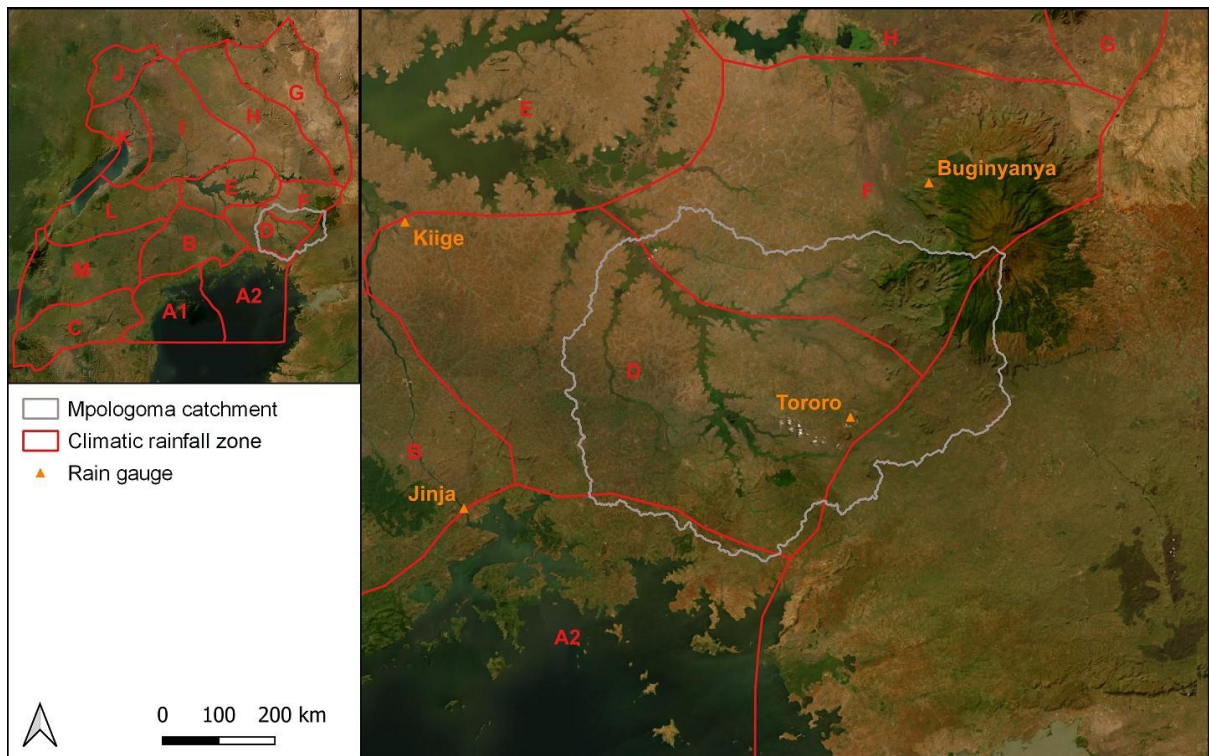 J
G
K
I
H
E
F
L
D
B
M
A1
A2
C
Mpologoma catchment
Climatic rainfall zone
Rain gauge
0 100 200 km
H
G
E
Buginyanya
F
Kiige
D
Tororo
B
Jinja
A2